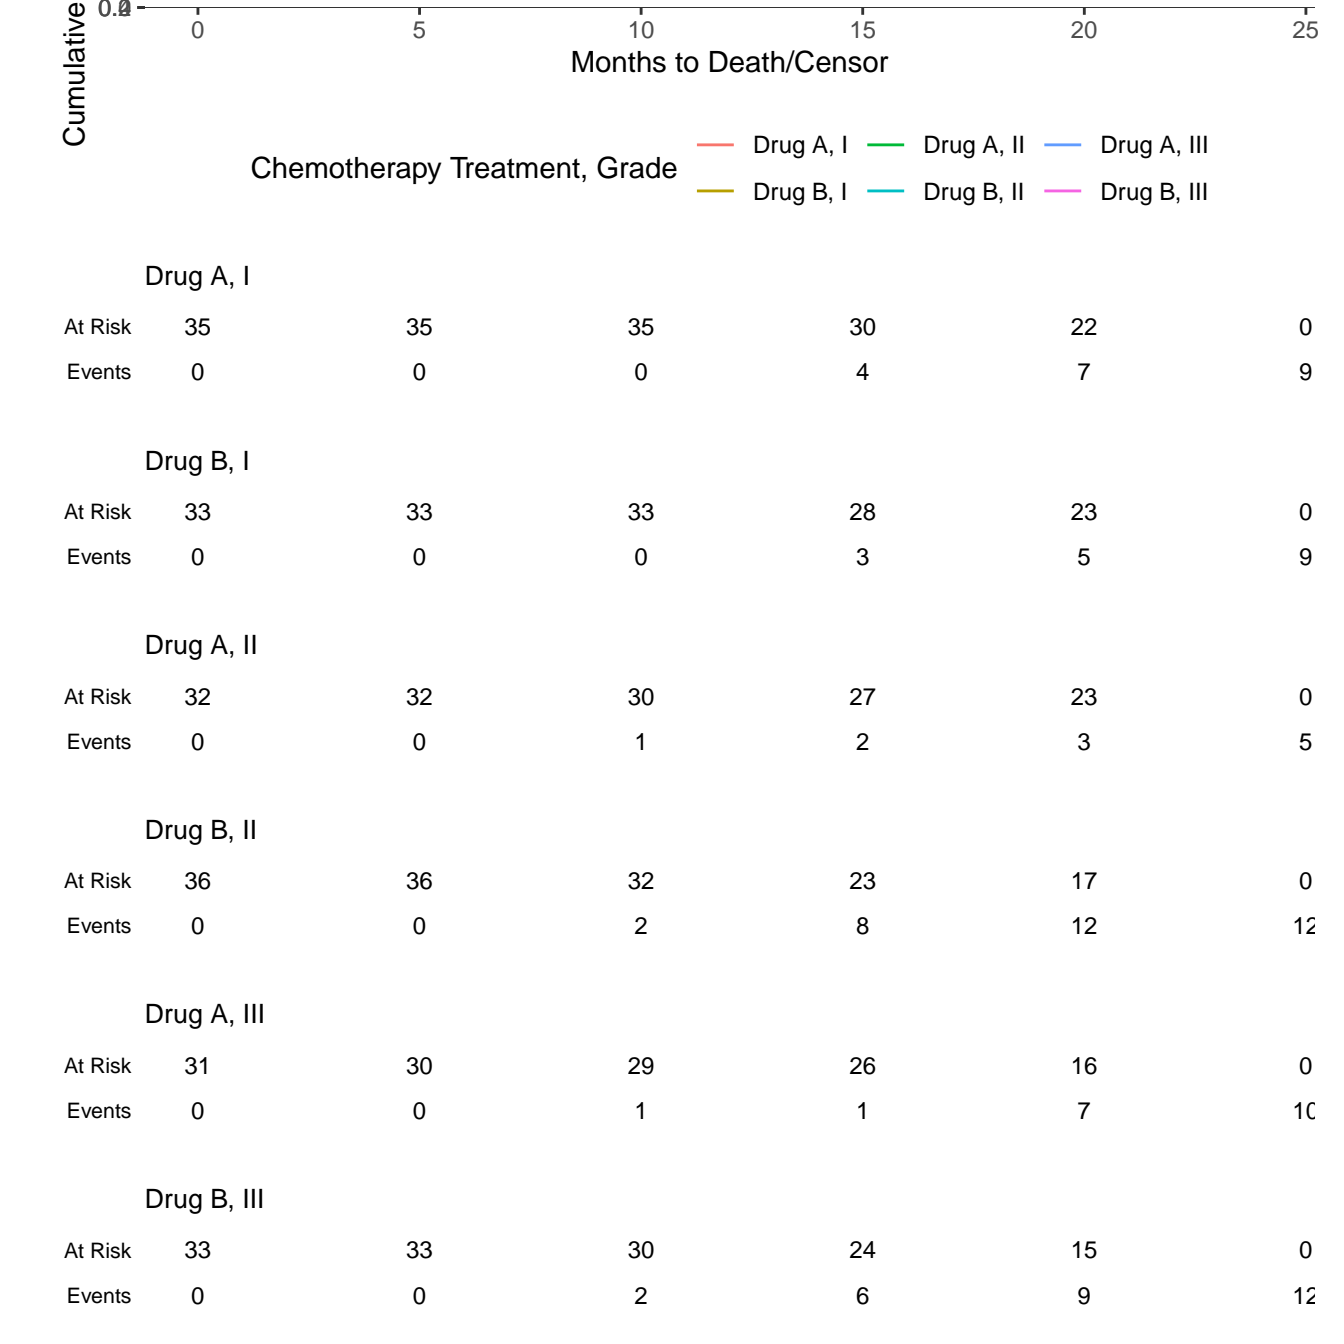 Cumulative
0 5 10 15 20 25
Months to Death/Censor
Chemotherapy Treatment, Grade
Drug A, I Drug A, II Drug A, III
Drug B, I Drug B, II Drug B, III
Drug A, I
At Risk 35 35 35 30 22 0
Events 0 0 0 4 7 9
Drug B, I
At Risk 33 33 33 28 23 0
Events 0 0 0 3 5 9
Drug A, II
At Risk 32 32 30 27 23 0
Events 0 0 1 2 3 5
Drug B, II
At Risk 36 36 32 23 17 0
Events 0 0 2 8 12 12
Drug A, III
At Risk 31 30 29 26 16 0
Events 0 0 1 1 7 10
Drug B, III
At Risk 33 33 30 24 15 0
Events 0 0 2 6 9 12